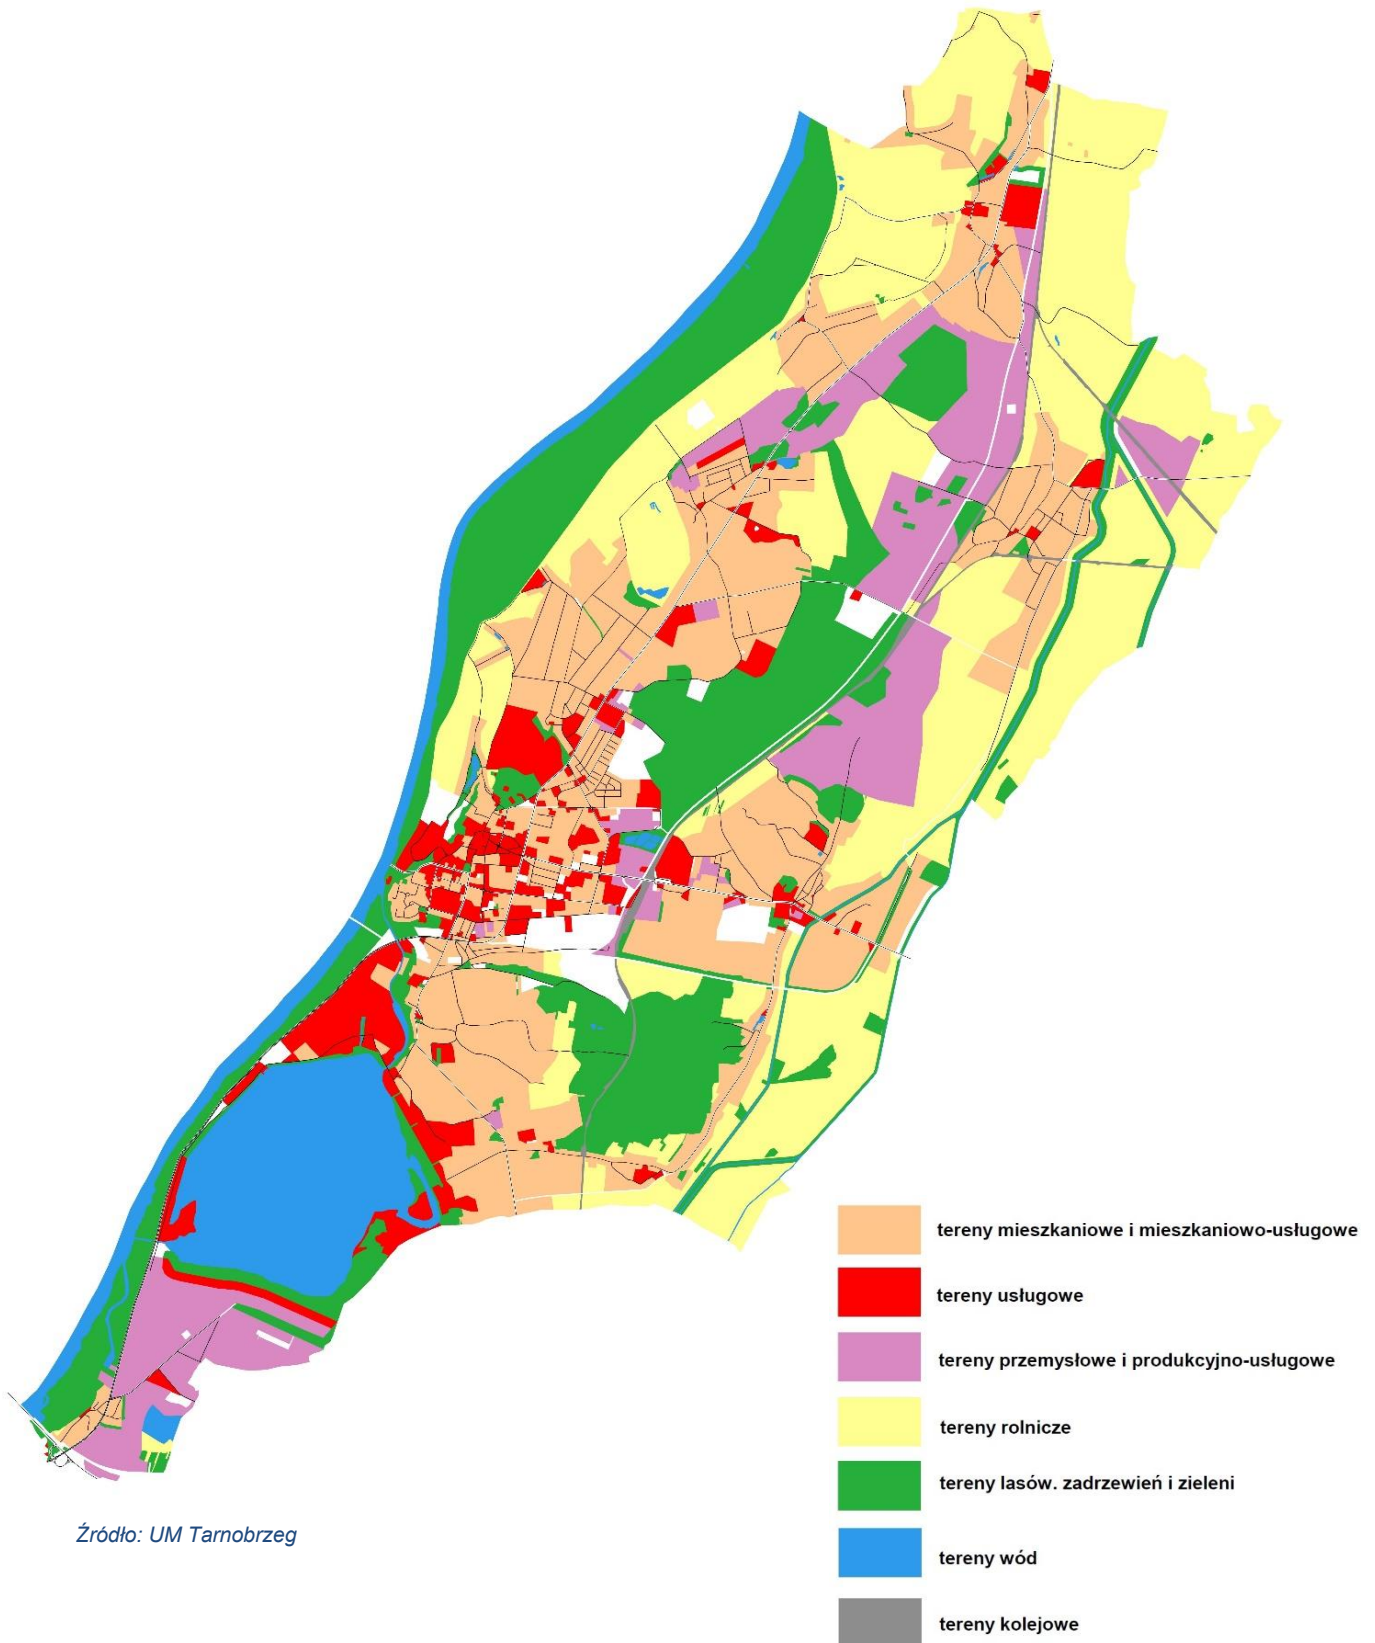 tereny mieszkaniowe i mieszkaniowo-usługowe
tereny usługowe
tereny przemysłowe i produkcyjno-usługowe
tereny rolnicze
tereny lasów. zadrzewień i zieleni
Źródło: UM Tarnobrzeg
tereny wód
tereny kolejowe